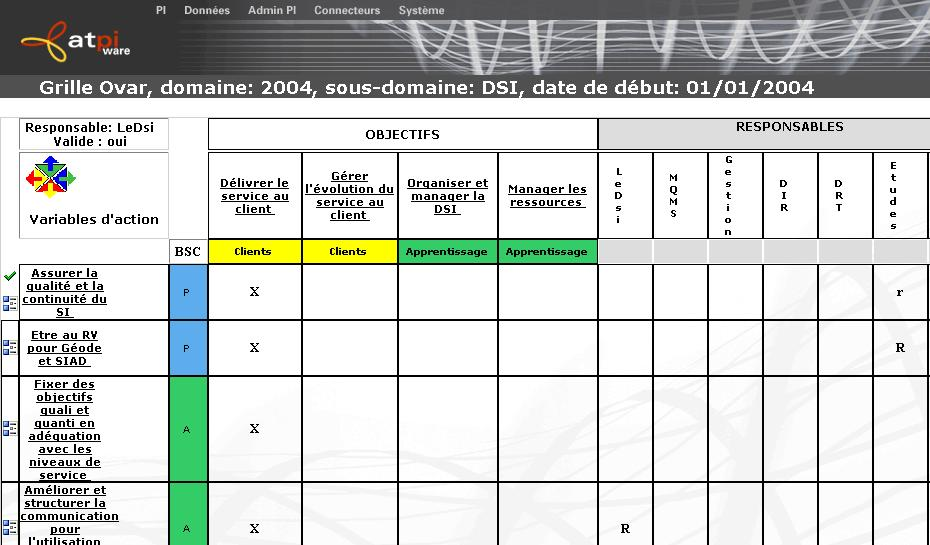 PI Données Admin PI Connecteurs Système
atpi
ware
Grille Ovar, domaine: 2004, sous-domaine: DSI, date de début: 01/01/2004
Responsable: LeDsi
Valide : oui
OBJECTIFS
RESPONSABLES
Variables d'action
Délivrer le
service au
client
Gérer
l'évolution du
service au
client
Organiser et
manager la
DSI
Manager les
ressources
LeDsi
MQMS
Gestion
DIR
DRT
Etudes
BSC Clients Clients Apprentissage Apprentissage
Assurer la
qualité et la
continuité du
SI
P X r
Etre au RV
pour Géode
et SIAD
P X R
Fixer des
objectifs
quali et
quanti en
adéquation
avec les
niveaux de
service
A X
Améliorer et
structurer la
communication
pour
l'utilisation
A X R